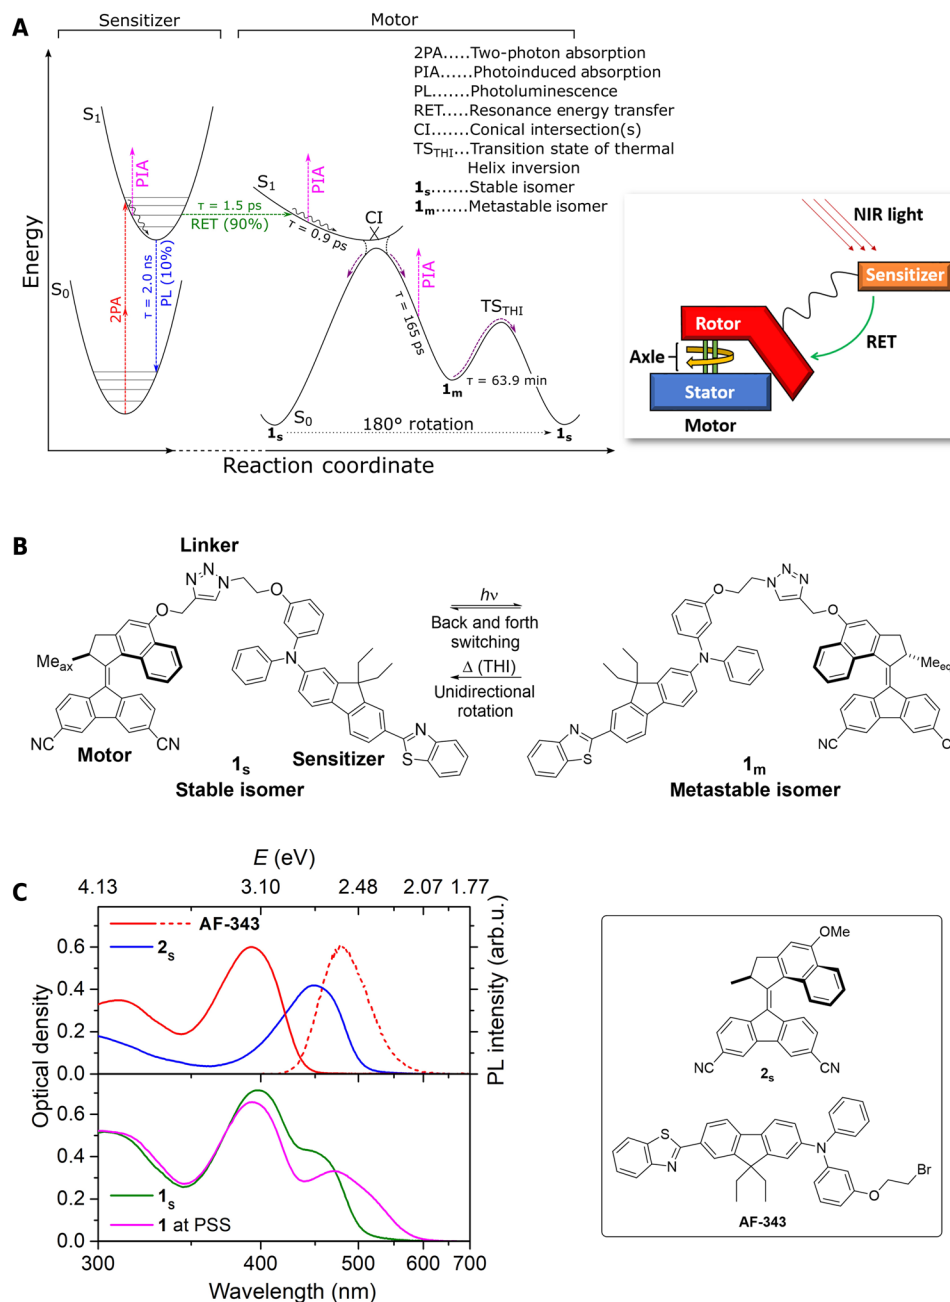 A
Sensitizer
Motor
2PA.....Two-photon absorption
PIA......Photoinduced absorption
PL........Photoluminescence
RET.....Resonance energy transfer
CI.......Conical intersection(s)
TSTHI...Transition state of thermal
Helix inversion
1s.......Stable isomer
1m......Metastable isomer
Energy
S1
S0
PIA
2PA
τ = 2.0 ns
PL (10%)
τ = 1.5 ps
RET (90%)
S1
PIA
τ = 0.9 ps
CI
PIA
τ = 165 ps
TSTHI
1m
τ = 63.9 min
S0
1s
180° rotation
1s
Reaction coordinate
NIR light
Sensitizer
Rotor
RET
Axle
Stator
Motor
B
Linker
N
N
N
O
O
Meax
N
N
S
NC
CN
Motor
Sensitizer
1s
Stable isomer
hν
Back and forth
switching
Δ (THI)
Unidirectional
rotation
N
N
N
O
O
N
Meeq
N
S
NC
C
1m
Metastable isomer
C
E (eV)
4.13 3.10 2.48 2.07 1.77
AF-343
2s
0.6
0.4
0.2
0.0
Optical density
PL intensity (arb.u.)
0.6
0.4
0.2
0.0
1s
1 at PSS
300 400 500 600 700
Wavelength (nm)
OMe
NC
CN
2s
S
N
N
Br
O
AF-343